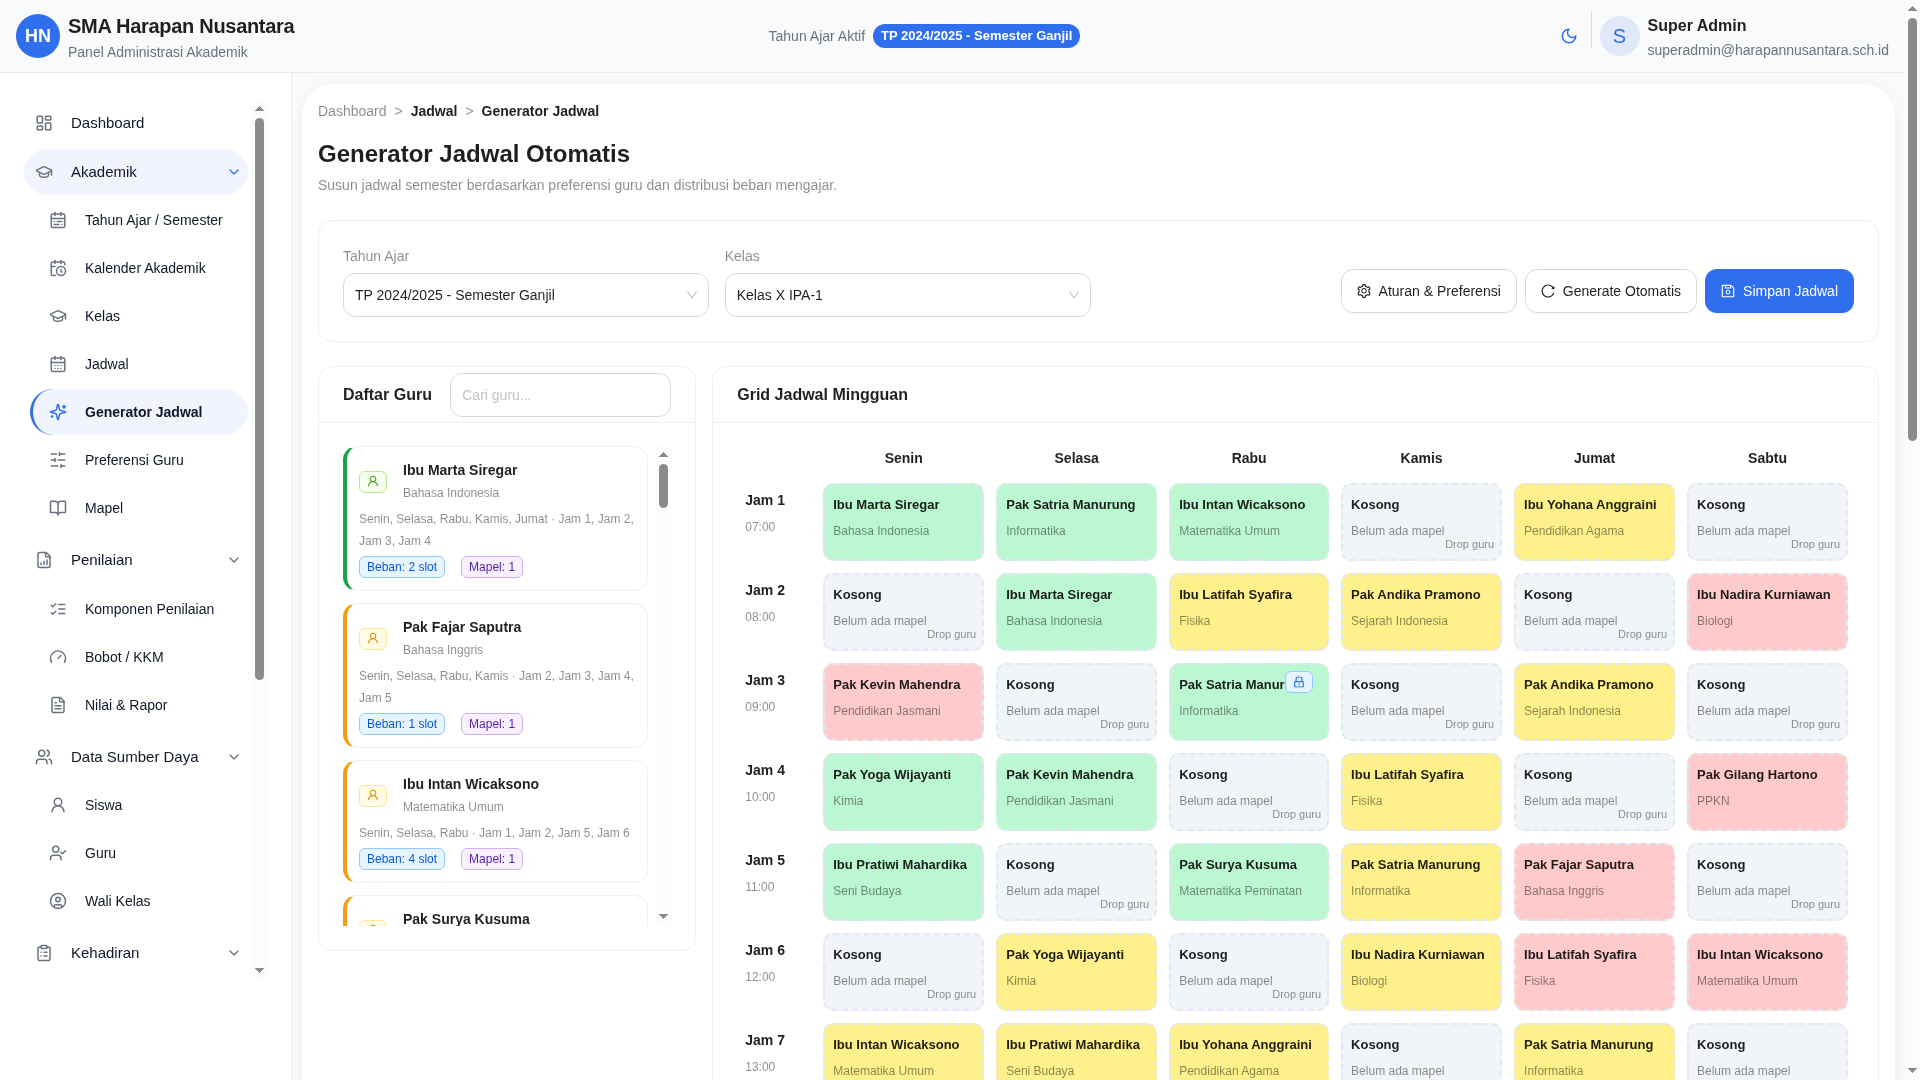 HN
SMA Harapan Nusantara
Panel Administrasi Akademik
Tahun Ajar Aktif
TP 2024/2025 - Semester Ganjil
S
Super Admin
superadmin@harapannusantara.sch.id
Dashboard
Akademik
Tahun Ajar / Semester
Kalender Akademik
Kelas
Jadwal
Generator Jadwal
Preferensi Guru
Mapel
Penilaian
Komponen Penilaian
Bobot / KKM
Nilai & Rapor
Data Sumber Daya
Siswa
Guru
Wali Kelas
Kehadiran
Dashboard > Jadwal > Generator Jadwal
Generator Jadwal Otomatis
Susun jadwal semester berdasarkan preferensi guru dan distribusi beban mengajar.
Tahun Ajar
TP 2024/2025 - Semester Ganjil
Kelas
Kelas X IPA-1
Aturan & Preferensi
Generate Otomatis
Simpan Jadwal
Daftar Guru
Cari guru...
Ibu Marta Siregar
Bahasa Indonesia
Senin, Selasa, Rabu, Kamis, Jumat · Jam 1, Jam 2,
Jam 3, Jam 4
Beban: 2 slot
Mapel: 1
Pak Fajar Saputra
Bahasa Inggris
Senin, Selasa, Rabu, Kamis · Jam 2, Jam 3, Jam 4,
Jam 5
Beban: 1 slot
Mapel: 1
Ibu Intan Wicaksono
Matematika Umum
Senin, Selasa, Rabu · Jam 1, Jam 2, Jam 5, Jam 6
Beban: 4 slot
Mapel: 1
Pak Surya Kusuma
Grid Jadwal Mingguan
Senin
Selasa
Rabu
Kamis
Jumat
Sabtu
Jam 1
07:00
Ibu Marta Siregar
Bahasa Indonesia
Pak Satria Manurung
Informatika
Ibu Intan Wicaksono
Matematika Umum
Kosong
Belum ada mapel
Drop guru
Ibu Yohana Anggraini
Pendidikan Agama
Kosong
Belum ada mapel
Drop guru
Jam 2
08:00
Kosong
Belum ada mapel
Drop guru
Ibu Marta Siregar
Bahasa Indonesia
Ibu Latifah Syafira
Fisika
Pak Andika Pramono
Sejarah Indonesia
Kosong
Belum ada mapel
Drop guru
Ibu Nadira Kurniawan
Biologi
Jam 3
09:00
Pak Kevin Mahendra
Pendidikan Jasmani
Kosong
Belum ada mapel
Drop guru
Pak Satria Manur
Informatika
Kosong
Belum ada mapel
Drop guru
Pak Andika Pramono
Sejarah Indonesia
Kosong
Belum ada mapel
Drop guru
Jam 4
10:00
Pak Yoga Wijayanti
Kimia
Pak Kevin Mahendra
Pendidikan Jasmani
Kosong
Belum ada mapel
Drop guru
Ibu Latifah Syafira
Fisika
Kosong
Belum ada mapel
Drop guru
Pak Gilang Hartono
PPKN
Jam 5
11:00
Ibu Pratiwi Mahardika
Seni Budaya
Kosong
Belum ada mapel
Drop guru
Pak Surya Kusuma
Matematika Peminatan
Pak Satria Manurung
Informatika
Pak Fajar Saputra
Bahasa Inggris
Kosong
Belum ada mapel
Drop guru
Jam 6
12:00
Kosong
Belum ada mapel
Drop guru
Pak Yoga Wijayanti
Kimia
Kosong
Belum ada mapel
Drop guru
Ibu Nadira Kurniawan
Biologi
Ibu Latifah Syafira
Fisika
Ibu Intan Wicaksono
Matematika Umum
Jam 7
13:00
Ibu Intan Wicaksono
Matematika Umum
Ibu Pratiwi Mahardika
Seni Budaya
Ibu Yohana Anggraini
Pendidikan Agama
Kosong
Belum ada mapel
Pak Satria Manurung
Informatika
Kosong
Belum ada mapel